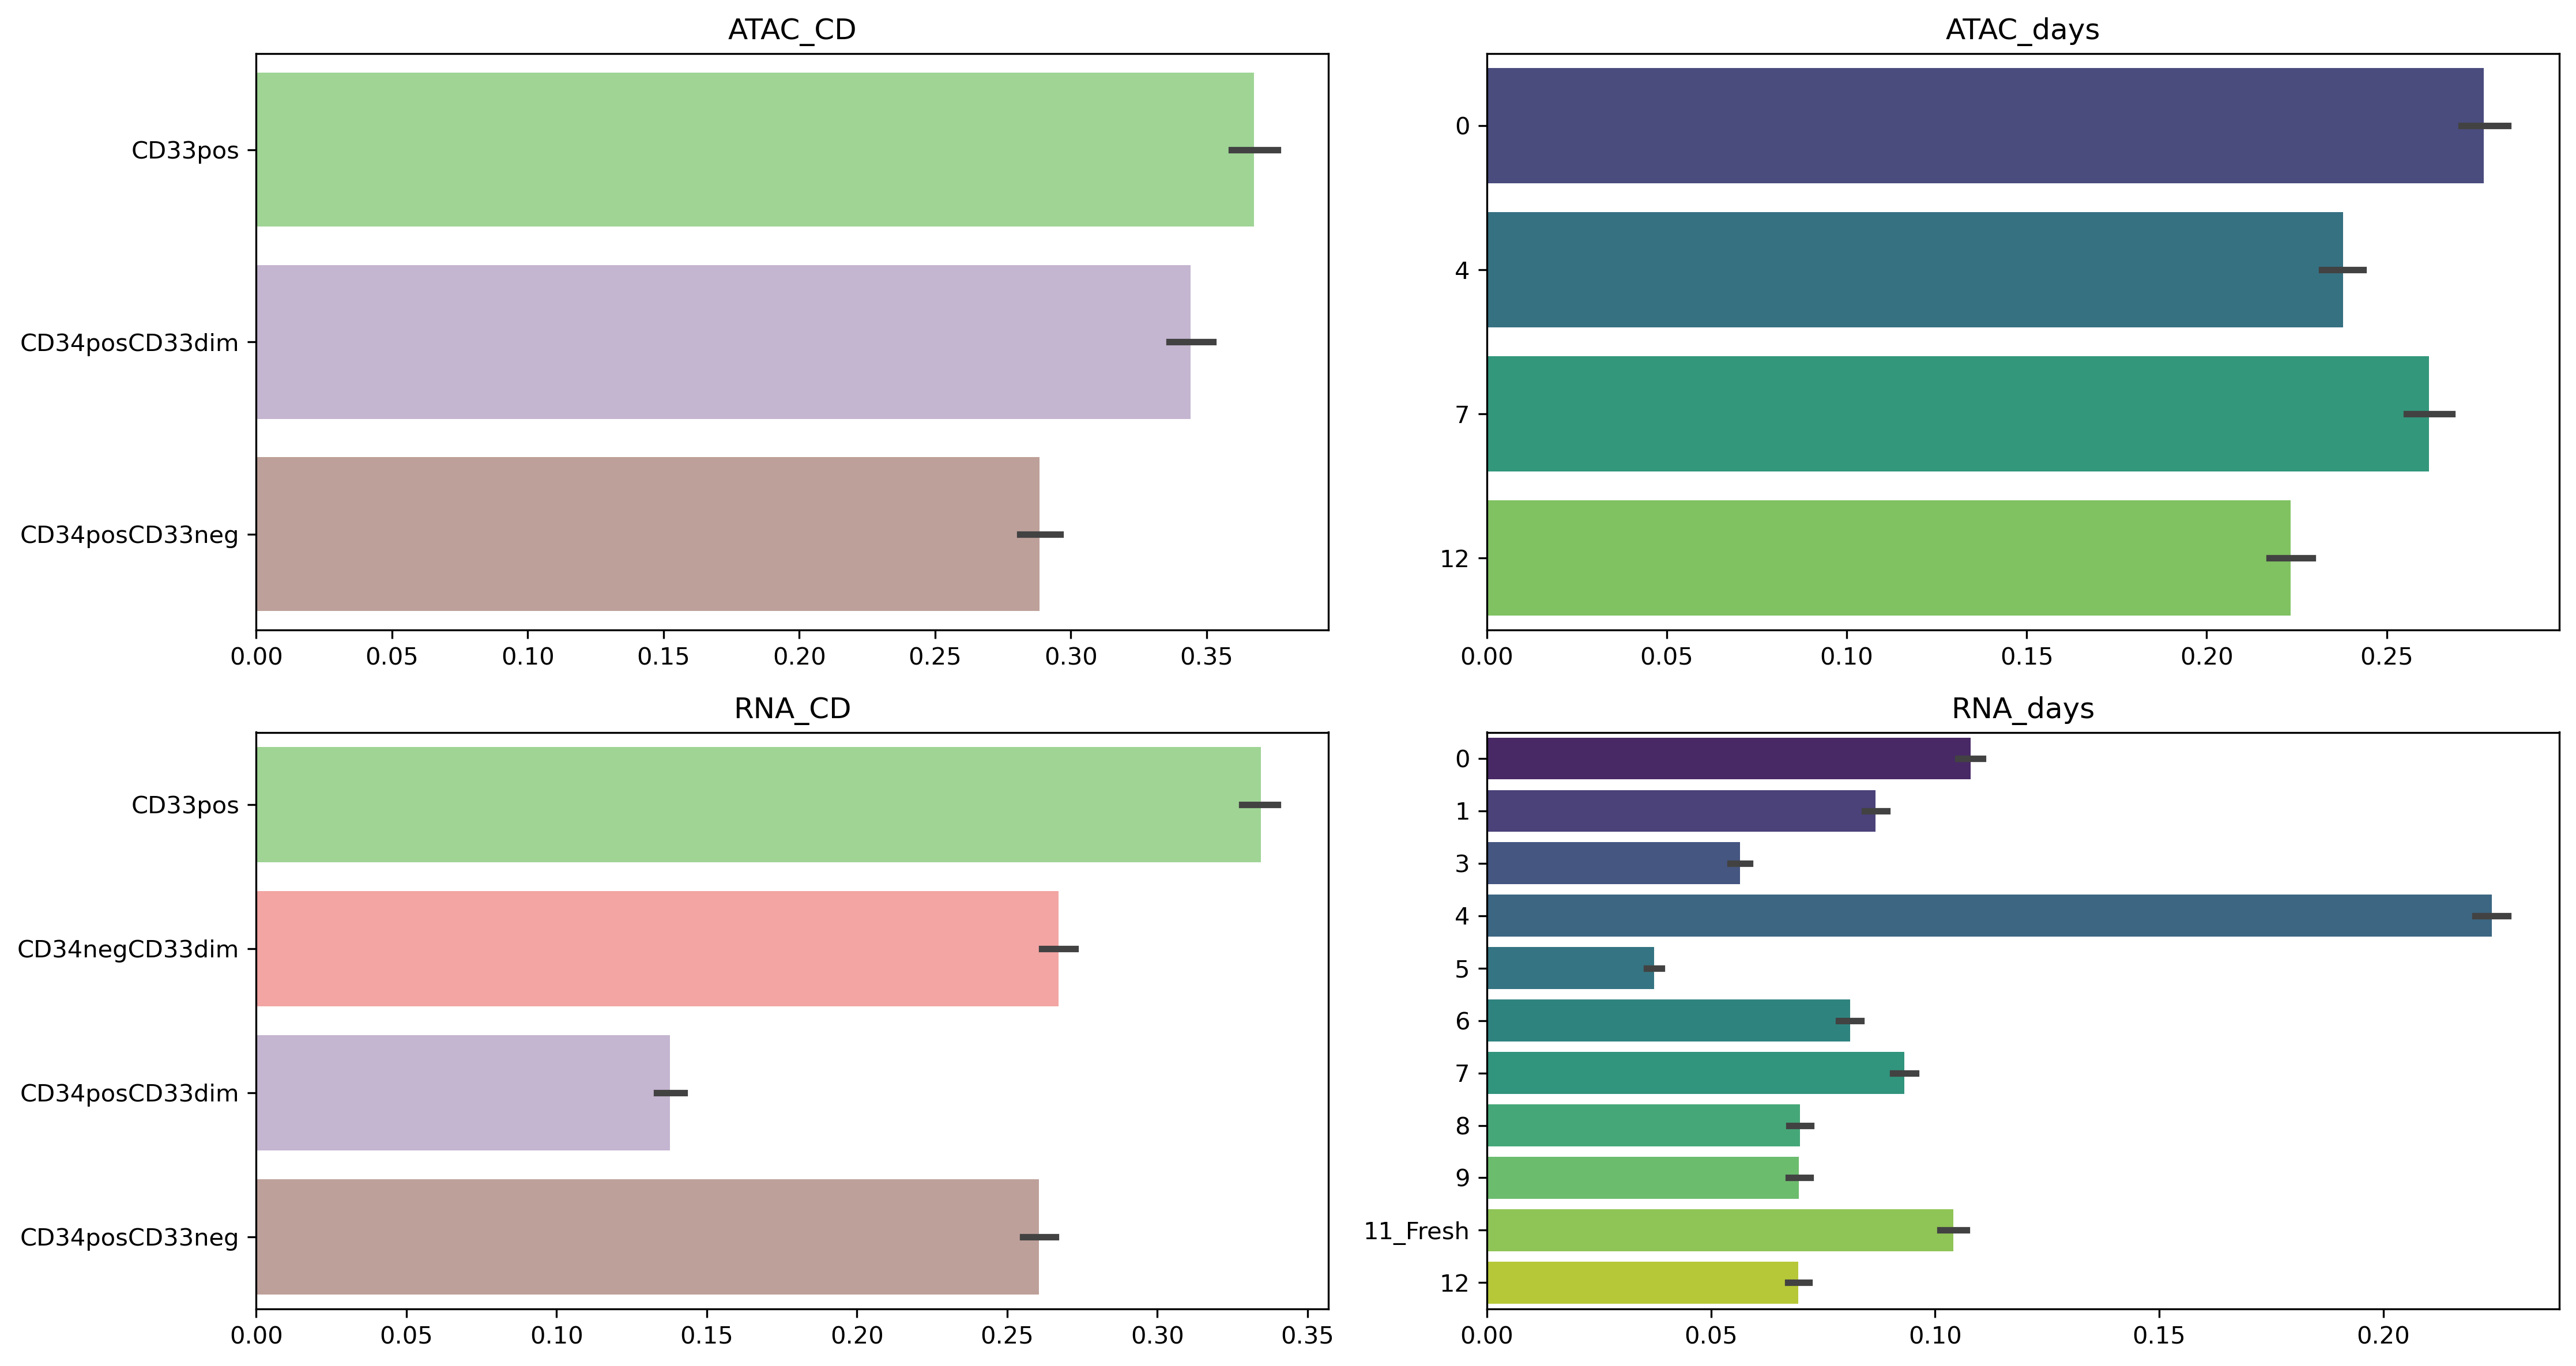 ATAC_CD
CD33pos
CD34posCD33dim
CD34posCD33neg
0.00 0.05 0.10 0.15 0.20 0.25 0.30 0.35
ATAC_days
0
4
7
12
0.00 0.05 0.10 0.15 0.20 0.25
RNA_CD
CD33pos
CD34negCD33dim
CD34posCD33dim
CD34posCD33neg
0.00 0.05 0.10 0.15 0.20 0.25 0.30 0.35
RNA_days
0
1
3
4
5
6
7
8
9
11_Fresh
12
0.00 0.05 0.10 0.15 0.20